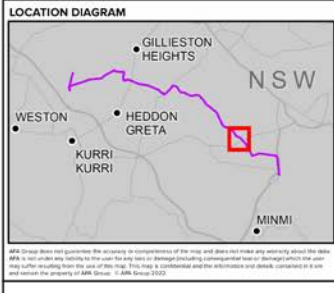 LOCATION DIAGRAM
GILLIESTON
HEIGHTS
NSW
WESTON
HEDDON
GRETA
KURRI
KURRI
MINMI
APA Group does not guarantee the accuracy or completeness of the map and does not make any warranty about the data.
APA is not under any liability to the user for any loss or damage (including consequential loss or damage) which the user
may suffer resulting from the use of this map. This map is confidential and the information and details contained in it are
and remain the property of APA Group. © APA Group 2022.